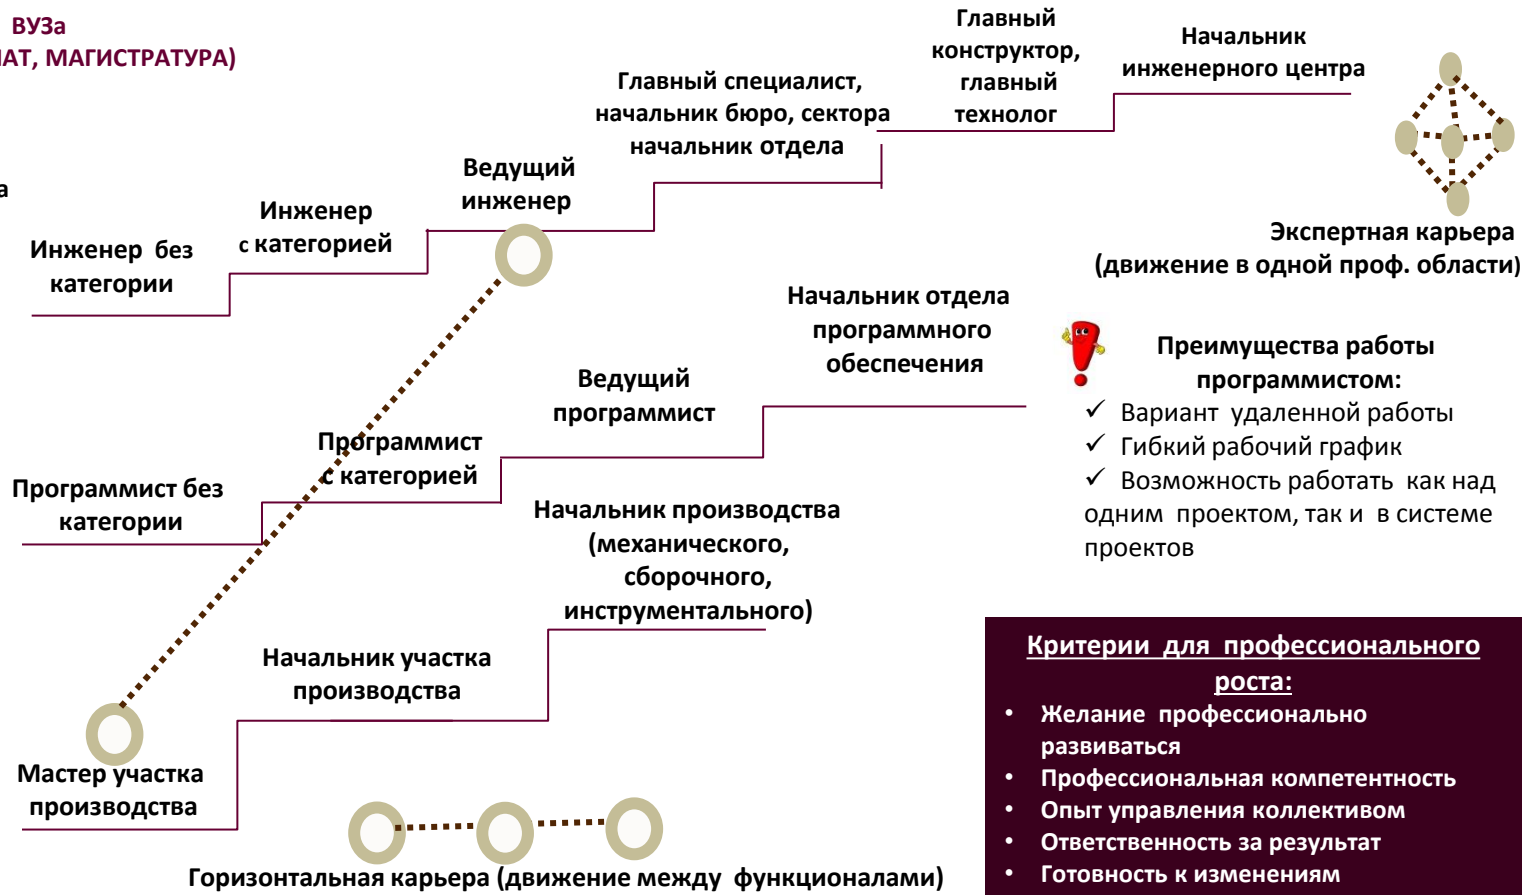 ВУЗа
АТ, МАГИСТРАТУРА)
а
Инженер без
категории
Инженер
с категорией
Ведущий
инженер
Главный специалист,
начальник бюро, сектора
начальник отдела
Главный
конструктор,
главный
технолог
Начальник
инженерного центра
Экспертная карьера
(движение в одной проф. области)
Программист без
категории
Программист
с категорией
Ведущий
программист
Начальник отдела
программного
обеспечения
Преимущества работы
программистом:
✓ Вариант удаленной работы
✓ Гибкий рабочий график
✓ Возможность работать как над
одним проектом, так и в системе
проектов
Мастер участка
производства
Начальник участка
производства
Начальник производства
(механического,
сборочного,
инструментального)
Горизонтальная карьера (движение между функционалами)
Критерии для профессионального
роста:
• Желание профессионально
развиваться
• Профессиональная компетентность
• Опыт управления коллективом
• Ответственность за результат
• Готовность к изменениям